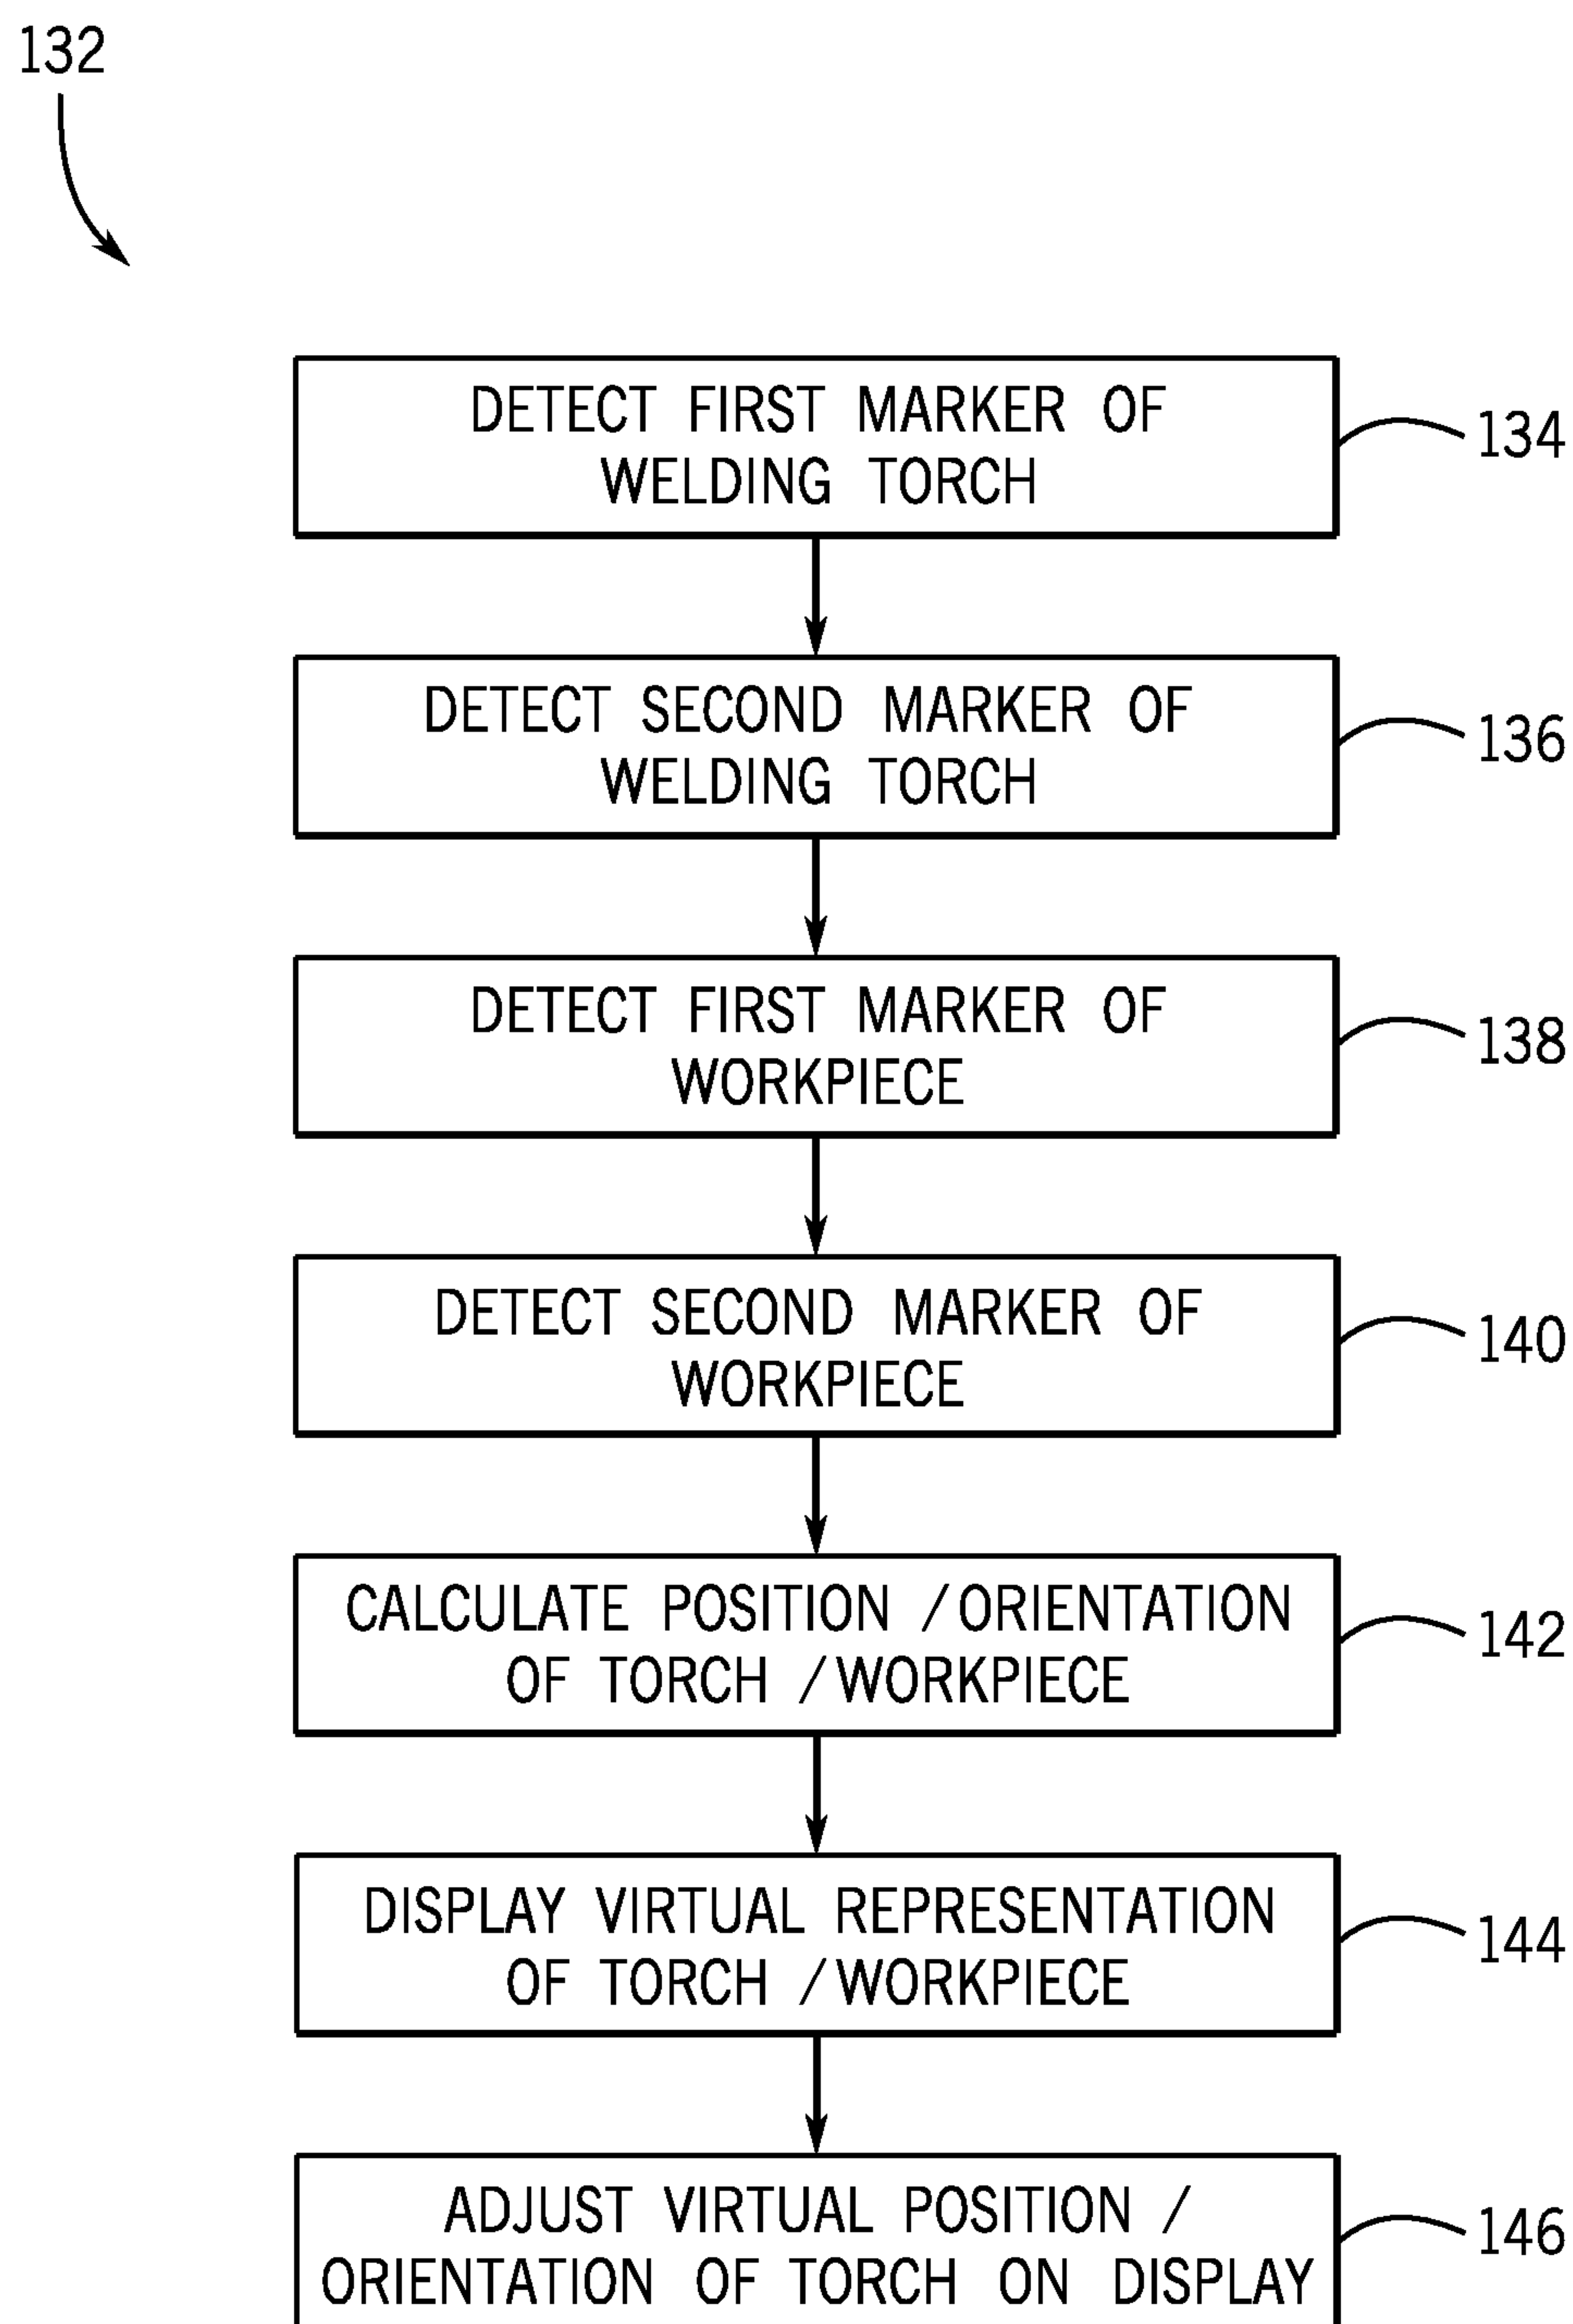 132
DETECT FIRST MARKER OF
WELDING TORCH
134
DETECT SECOND MARKER OF
WELDING TORCH
136
DETECT FIRST MARKER OF
WORKPIECE
138
DETECT SECOND MARKER OF
WORKPIECE
140
CALCULATE POSITION /ORIENTATION
OF TORCH /WORKPIECE
142
DISPLAY VIRTUAL REPRESENTATION
OF TORCH /WORKPIECE
144
ADJUST VIRTUAL POSITION /
ORIENTATION OF TORCH ON DISPLAY
146